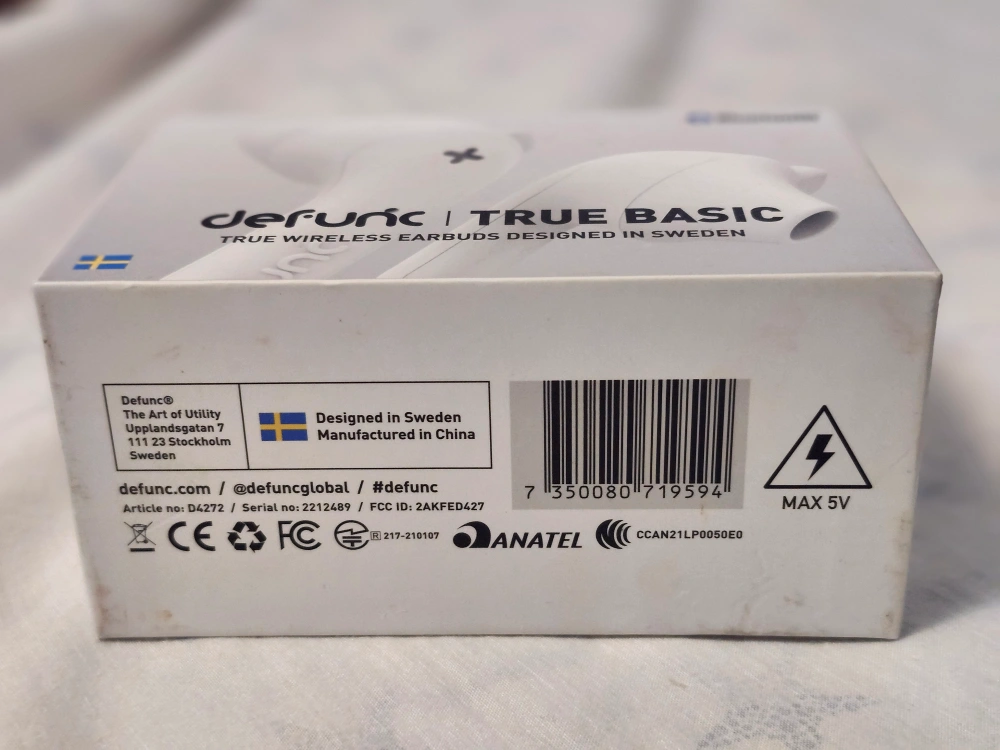 defunc | TRUE BASIC
TRUE WIRELESS EARBUDS DESIGNED IN SWEDEN
Defunc®
The Art of Utility
Upplandsgatan 7
111 23 Stockholm
Sweden
Designed in Sweden
Manufactured in China
7 350080 719594
MAX 5V
defunc.com / @defuncglobal / #defunc
Article no: D4272 / Serial no: 2212489 / FCC ID: 2AKFED427
CE FC R 217-210107 ANATEL CCAN21LP0050E0